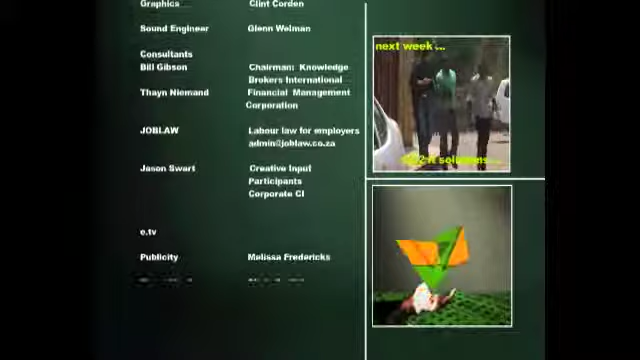 Graphics Clint Corden
Sound Engineer Glenn Welman
Consultants
Bill Gibson Chairman: Knowledge
Brokers International
Thayn Niemand Financial Management
Corporation
JOBLAW Labour law for employers
admin@joblaw.co.za
Jason Swart Creative Input
Participants
Corporate CI
e.tv
Publicity Melissa Fredericks
next week ...